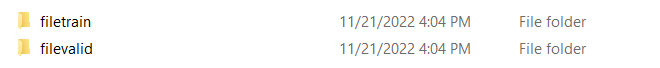 filetrain 11/21/2022 4:04 PM File folder
filevalid 11/21/2022 4:04 PM File folder